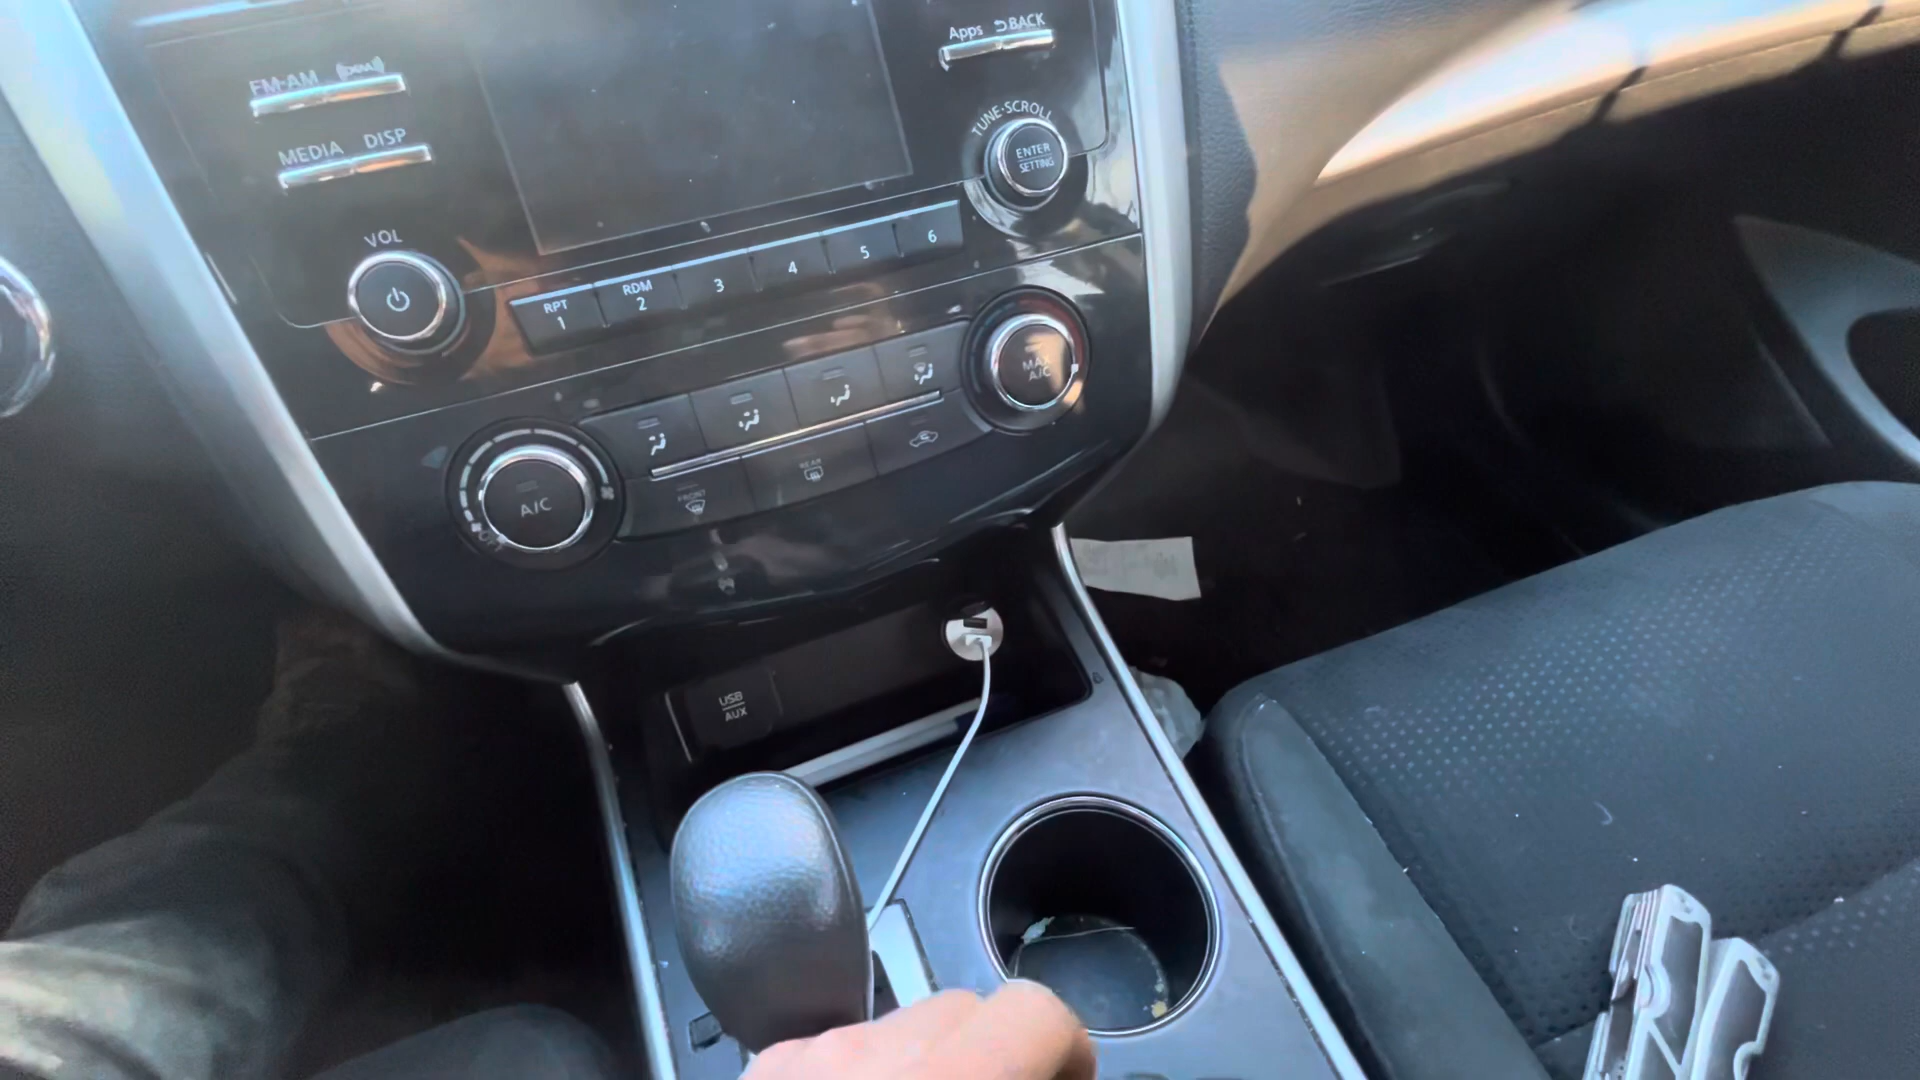 FM·AM
Apps BACK
MEDIA DISP
TUNE·SCROLL
ENTER
SETTING
VOL
RPT
1
RDM
2
3
4
5
6
MAX
A/C
A/C
OFF
FRONT
REAR
USB
AUX